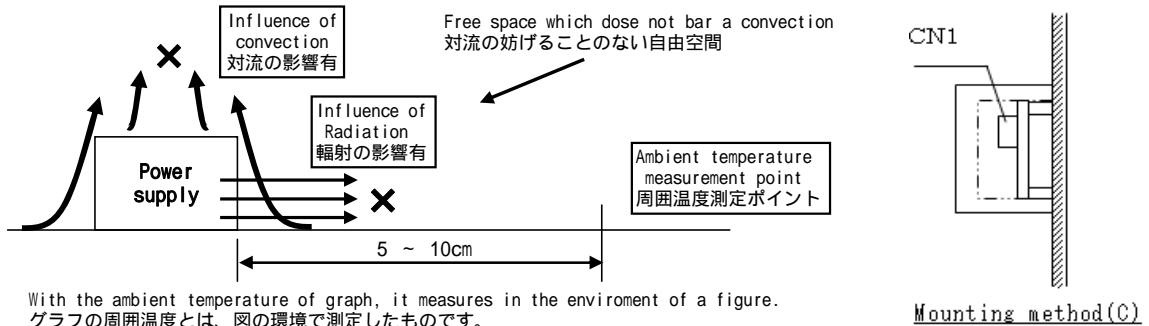 Influence of
convection
対流の影響有
Free space which dose not bar a convection
対流の妨げることのない自由空間
Influence of
Radiation
輻射の影響有
Power
supply
Ambient temperature
measurement point
周囲温度測定ポイント
5 ~ 10cm
With the ambient temperature of graph, it measures in the enviroment of a figure.
グラフの周囲温度とは、図の環境で測定したものです。
CN1
Mounting method(C)